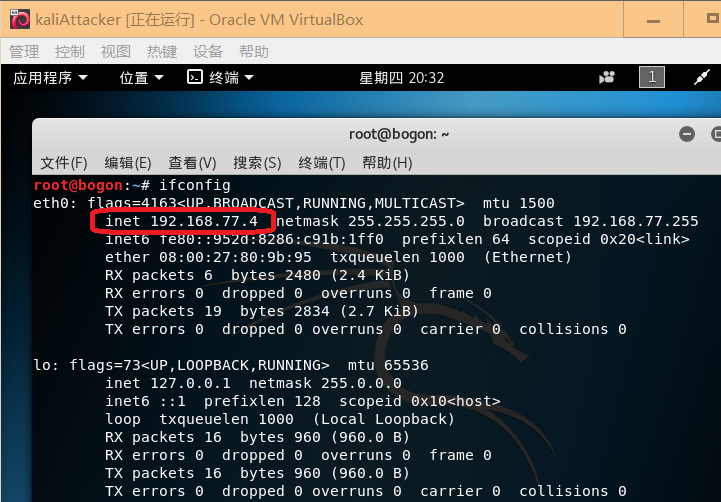 kaliAttacker [正在运行] - Oracle VM VirtualBox
管理 控制 视图 热键 设备 帮助
应用程序 位置 终端 星期四 20:32 1
root@bogon: ~
文件(F) 编辑(E) 查看(V) 搜索(S) 终端(T) 帮助(H)
root@bogon:~# ifconfig
eth0: flags=4163<UP,BROADCAST,RUNNING,MULTICAST>  mtu 1500
inet 192.168.77.4  netmask 255.255.255.0  broadcast 192.168.77.255
inet6 fe80::952d:8286:c91b:1ff0  prefixlen 64  scopeid 0x20<link>
ether 08:00:27:80:9b:95  txqueuelen 1000  (Ethernet)
RX packets 6  bytes 2480 (2.4 KiB)
RX errors 0  dropped 0  overruns 0  frame 0
TX packets 19  bytes 2834 (2.7 KiB)
TX errors 0  dropped 0 overruns 0  carrier 0  collisions 0
lo: flags=73<UP,LOOPBACK,RUNNING>  mtu 65536
inet 127.0.0.1  netmask 255.0.0.0
inet6 ::1  prefixlen 128  scopeid 0x10<host>
loop  txqueuelen 1000  (Local Loopback)
RX packets 16  bytes 960 (960.0 B)
RX errors 0  dropped 0  overruns 0  frame 0
TX packets 16  bytes 960 (960.0 B)
TX errors 0  dropped 0 overruns 0  carrier 0  collisions 0